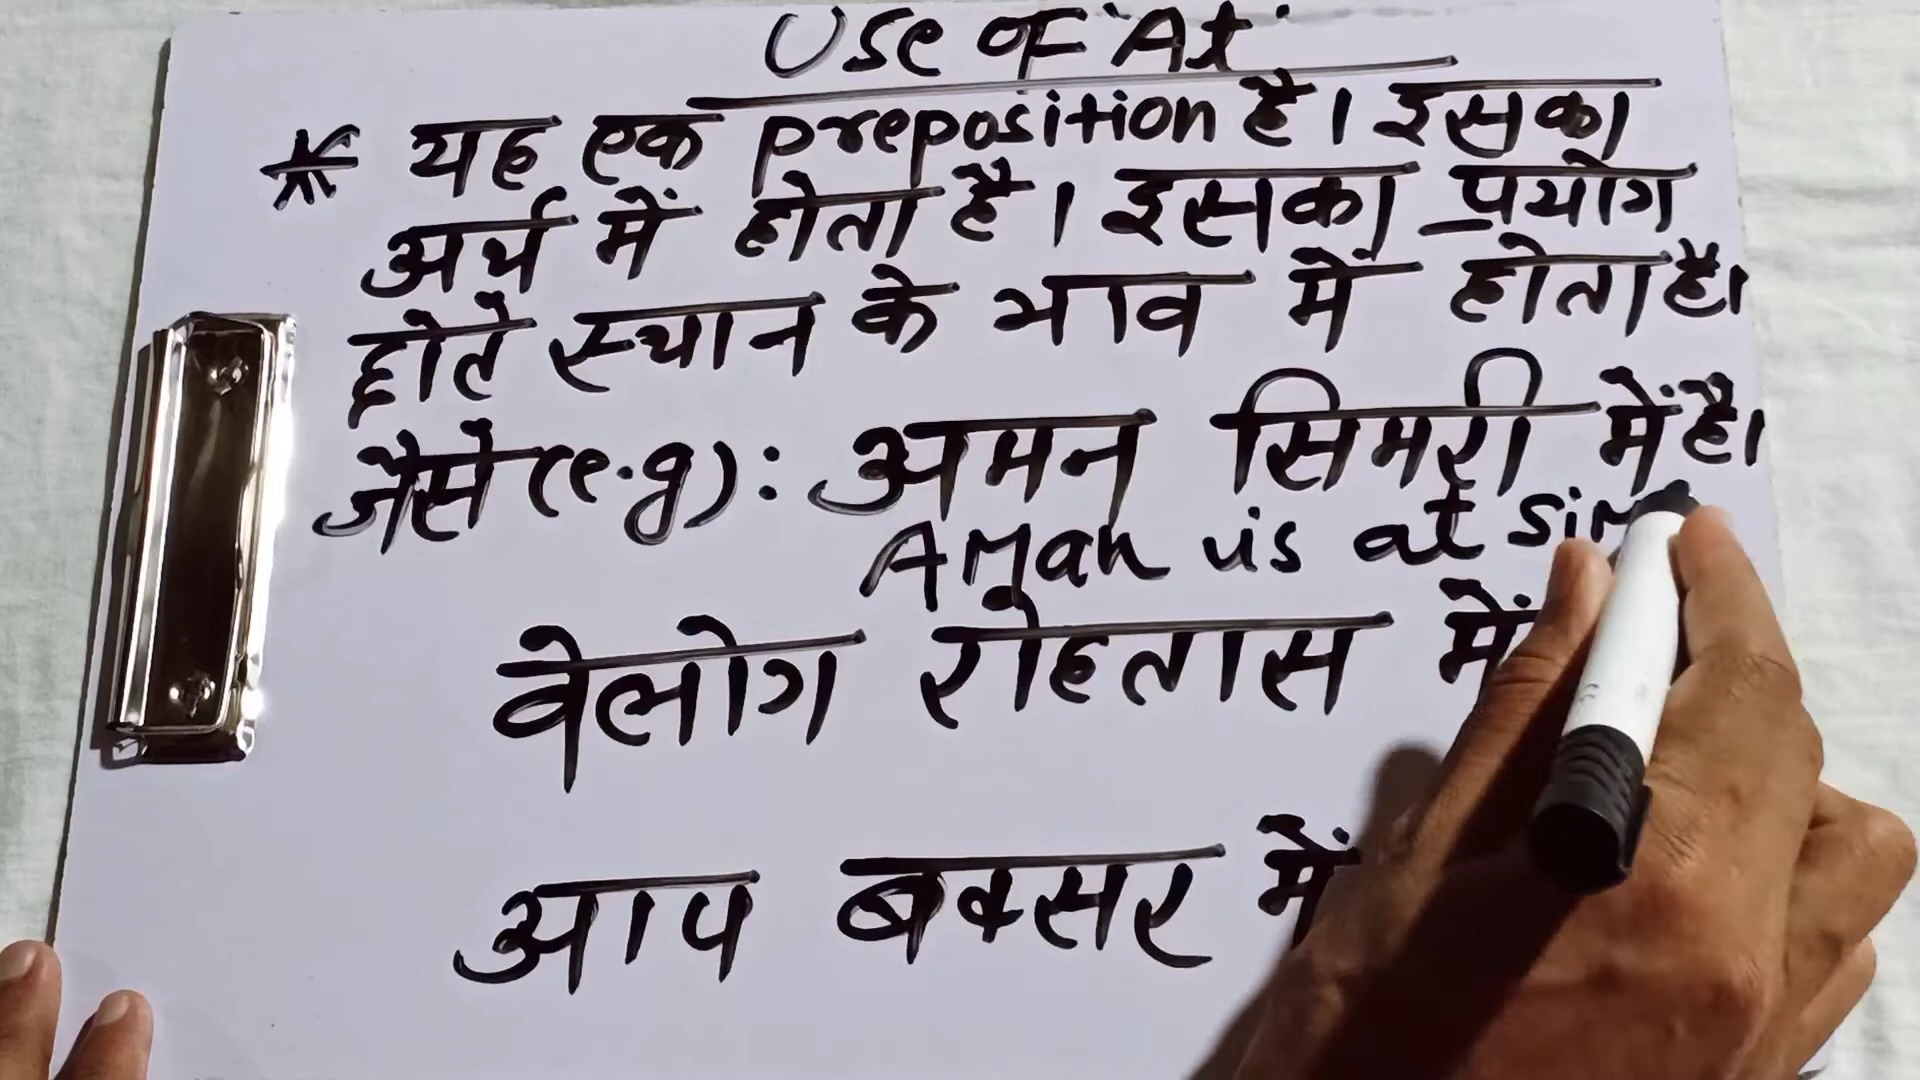 Use of 'At'
* यह एक preposition है। इसका
अर्थ में होता है। इसका प्रयोग
होते स्थान के भाव में होता है।
जैसे (e.g) : अमन सिमरी में है।
Aman is at sim
वेलोग रोहतास में
आप बक्सर में